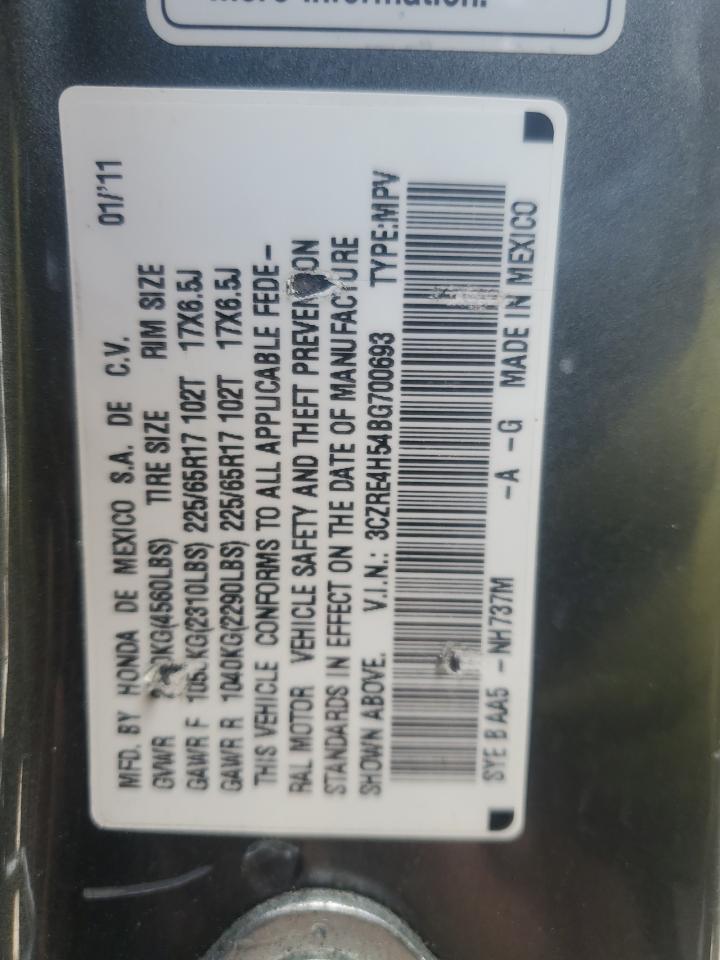 more information.
MFD. BY HONDA DE MEXICO S.A. DE C.V. 01/'11
GVWR KG(4560LBS) TIRE SIZE RIM SIZE
GAWR F KG(2310LBS) 225/65R17 102T 17X6.5J
GAWR R 1040KG(2290LBS) 225/65R17 102T 17X6.5J
THIS VEHICLE CONFORMS TO ALL APPLICABLE FEDE-
RAL MOTOR VEHICLE SAFETY AND THEFT PREVENTION
STANDARDS IN EFFECT ON THE DATE OF MANUFACTURE
SHOWN ABOVE. V.I.N.: 3CZRE4H54BG700693 TYPE:MPV
SYE B AA5 -NH737M -A -G MADE IN MEXICO